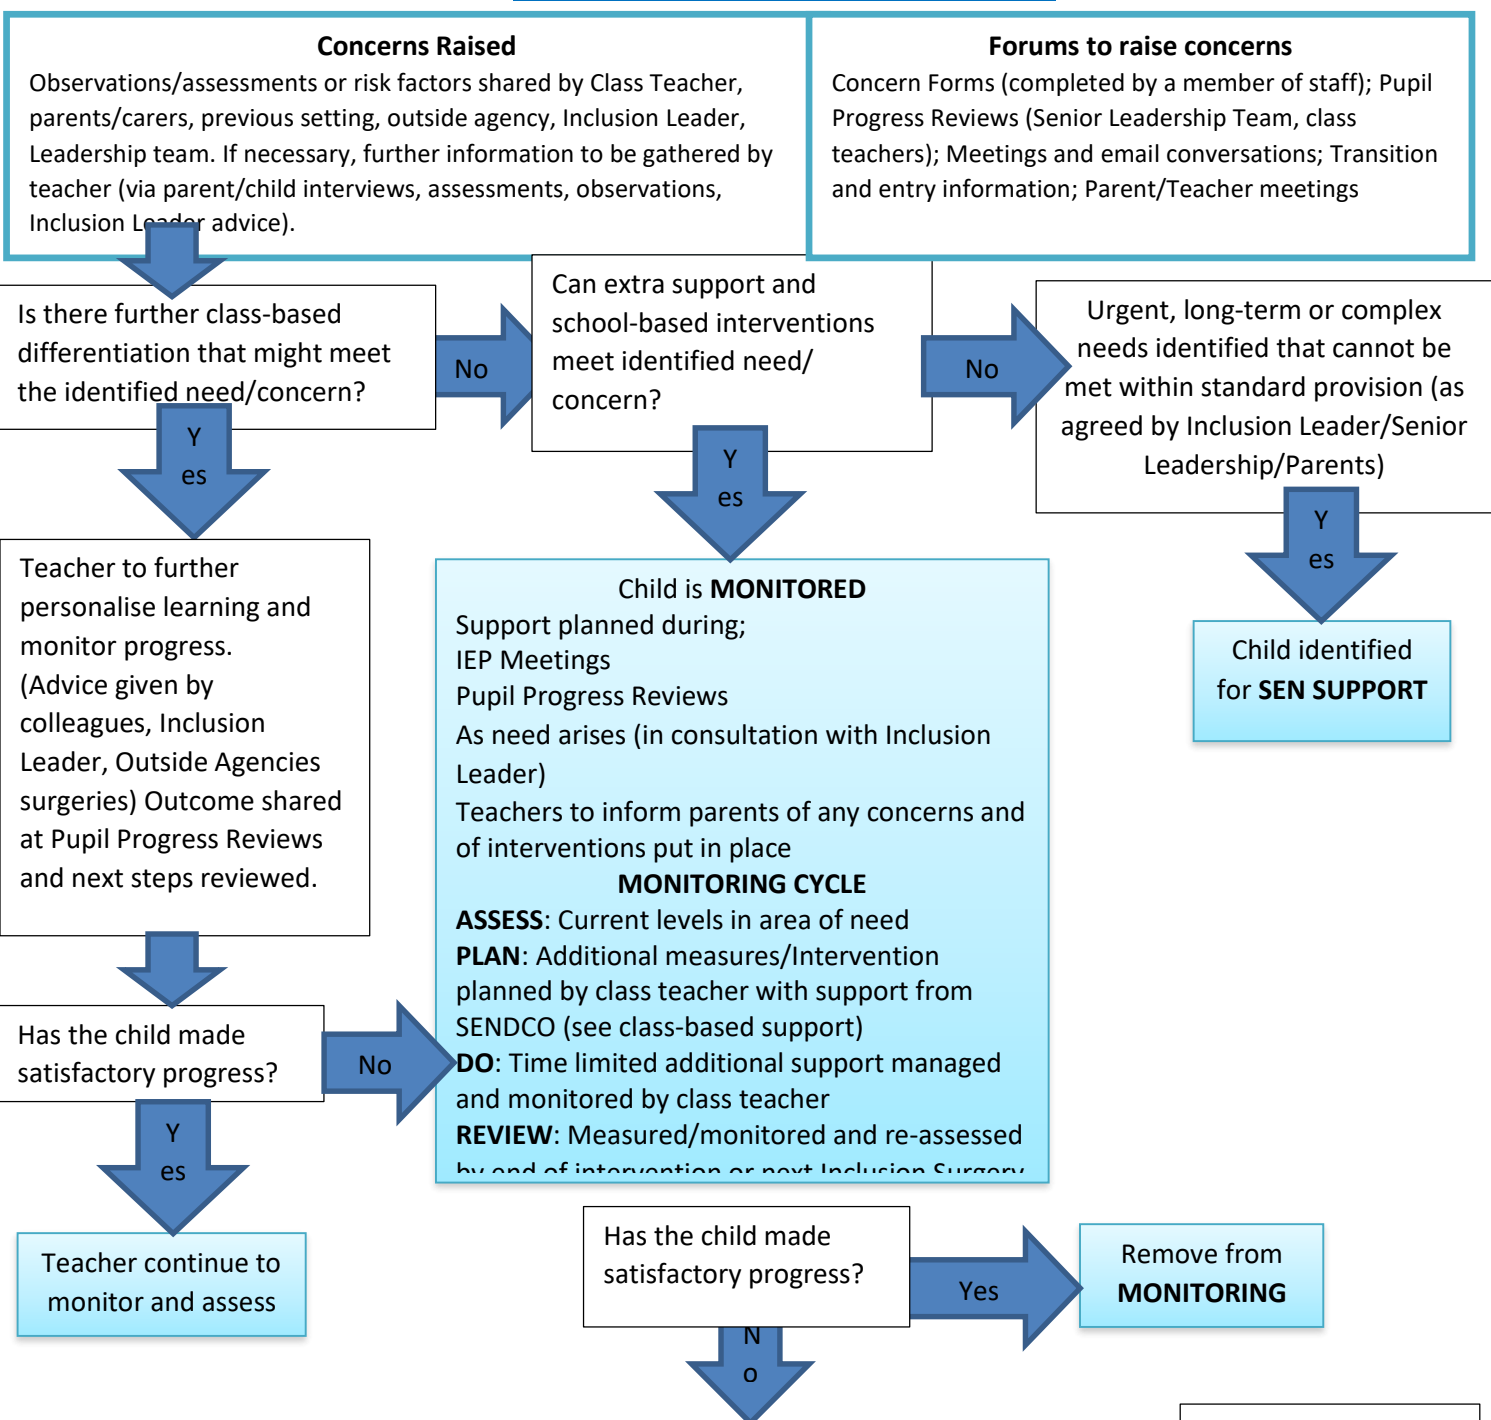 Concerns Raised
Observations/assessments or risk factors shared by Class Teacher,
parents/carers, previous setting, outside agency, Inclusion Leader,
Leadership team. If necessary, further information to be gathered by
teacher (via parent/child interviews, assessments, observations,
Inclusion Leader advice).
Forums to raise concerns
Concern Forms (completed by a member of staff); Pupil
Progress Reviews (Senior Leadership Team, class
teachers); Meetings and email conversations; Transition
and entry information; Parent/Teacher meetings
Is there further class-based
differentiation that might meet
the identified need/concern?
No
Can extra support and
school-based interventions
meet identified need/
concern?
No
Urgent, long-term or complex
needs identified that cannot be
met within standard provision (as
agreed by Inclusion Leader/Senior
Leadership/Parents)
Y
es
Y
es
Y
es
Teacher to further
personalise learning and
monitor progress.
(Advice given by
colleagues, Inclusion
Leader, Outside Agencies
surgeries) Outcome shared
at Pupil Progress Reviews
and next steps reviewed.
Child is MONITORED
Support planned during;
IEP Meetings
Pupil Progress Reviews
As need arises (in consultation with Inclusion
Leader)
Teachers to inform parents of any concerns and
of interventions put in place
MONITORING CYCLE
ASSESS: Current levels in area of need
PLAN: Additional measures/Intervention
planned by class teacher with support from
SENDCO (see class-based support)
DO: Time limited additional support managed
and monitored by class teacher
REVIEW: Measured/monitored and re-assessed
by end of intervention or next Inclusion Surgery
Child identified
for SEN SUPPORT
Has the child made
satisfactory progress?
No
Y
es
Teacher continue to
monitor and assess
Has the child made
satisfactory progress?
Yes
Remove from
MONITORING
N
o